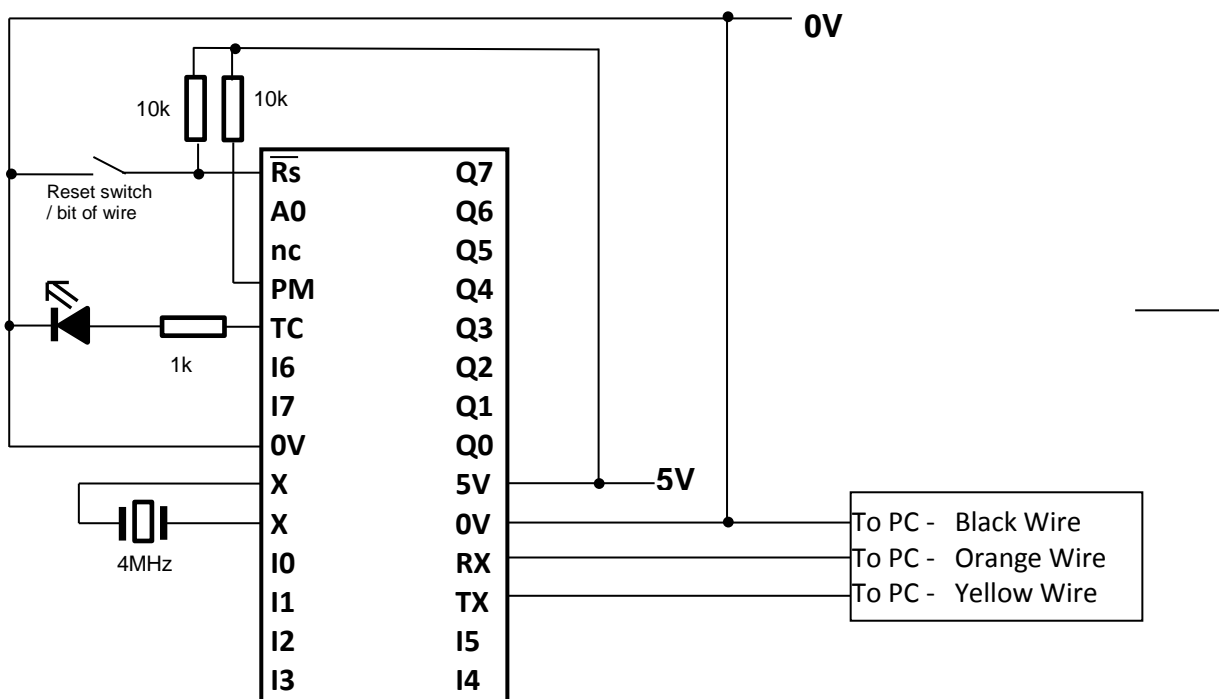 0V
10k
10k
Reset switch
/ bit of wire
R̅s̅ Q7
A0 Q6
nc Q5
PM Q4
TC Q3
1k
I6 Q2
I7 Q1
0V Q0
X 5V 5V
X 0V To PC - Black Wire
4MHz
I0 RX To PC - Orange Wire
I1 TX To PC - Yellow Wire
I2 I5
I3 I4